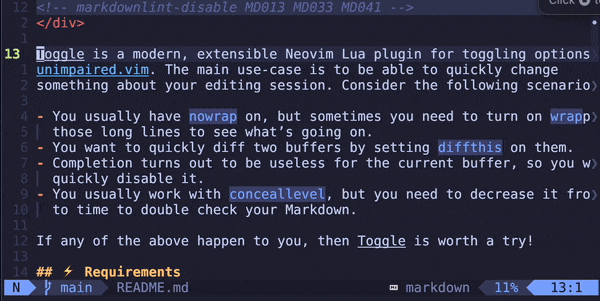 12 <!-- markdownlint-disable MD013 MD033 MD041 -->
Click
2 </div>
1
13 Toggle is a modern, extensible Neovim Lua plugin for toggling options
1 unimpaired.vim. The main use-case is to be able to quickly change
2 something about your editing session. Consider the following scenario
3
4 - You usually have nowrap on, but sometimes you need to turn on wrapp
5 those long lines to see what’s going on.
6 - You want to quickly diff two buffers by setting diffthis on them.
7 - Completion turns out to be useless for the current buffer, so you w
8 quickly disable it.
9 - You usually work with conceallevel, but you need to decrease it fro
10 to time to double check your Markdown.
11
12 If any of the above happen to you, then Toggle is worth a try!
13
14 ## ⚡ Requirements
N main README.md markdown 11% 13:1